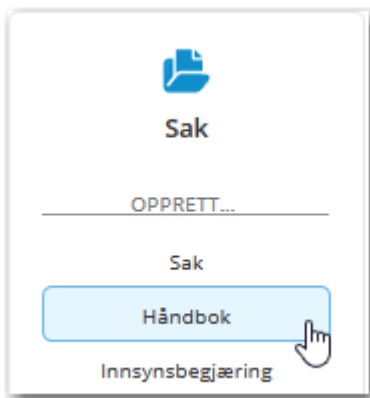 Sak
OPPRETT...
Sak
Håndbok
Innsynsbegjæring